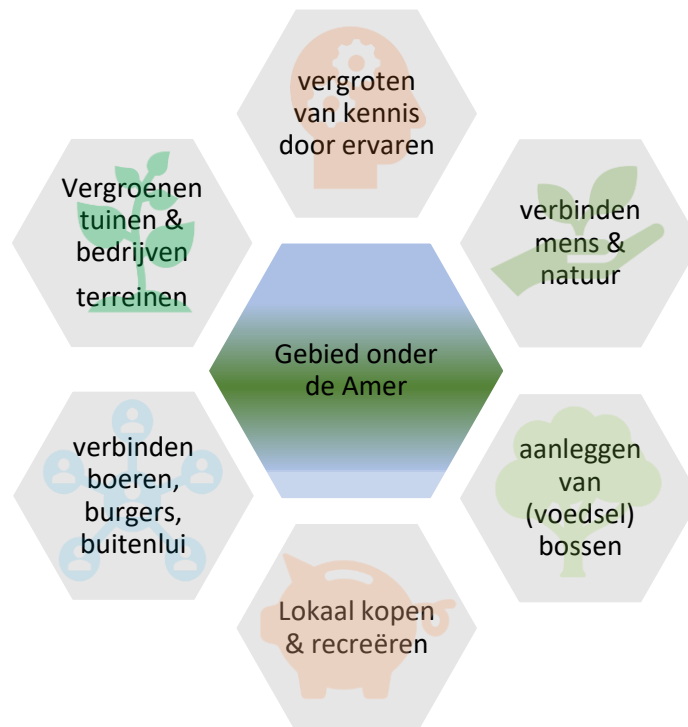 vergroten
van kennis
door ervaren
Vergroenen
tuinen &
bedrijven
terreinen
verbinden
mens &
natuur
Gebied onder
de Amer
verbinden
boeren,
burgers,
buitenlui
aanleggen
van
(voedsel)
bossen
Lokaal kopen
& recreëren